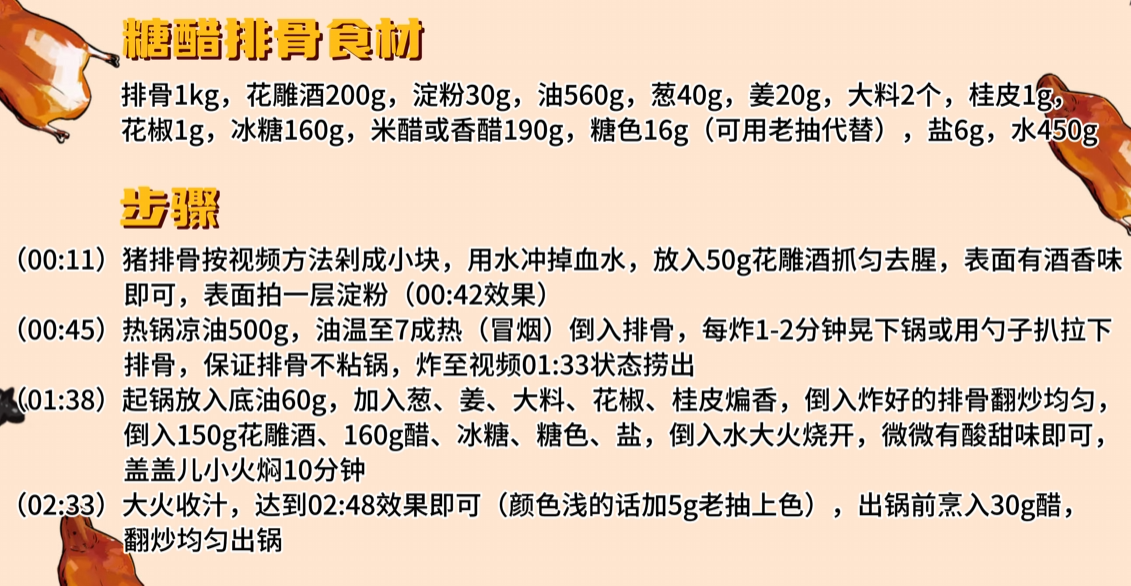 糖醋排骨食材
排骨1kg，花雕酒200g，淀粉30g，油560g，葱40g，姜20g，大料2个，桂皮1g，
花椒1g，冰糖160g，米醋或香醋190g，糖色16g（可用老抽代替），盐6g，水450g
步骤
（00:11）猪排骨按视频方法剁成小块，用水冲掉血水，放入50g花雕酒抓匀去腥，表面有酒香味
即可，表面拍一层淀粉（00:42效果）
（00:45）热锅凉油500g，油温至7成热（冒烟）倒入排骨，每炸1-2分钟晃下锅或用勺子扒拉下
排骨，保证排骨不粘锅，炸至视频01:33状态捞出
（01:38）起锅放入底油60g，加入葱、姜、大料、花椒、桂皮煸香，倒入炸好的排骨翻炒均匀，
倒入150g花雕酒、160g醋、冰糖、糖色、盐，倒入水大火烧开，微微有酸甜味即可，
盖盖儿小火焖10分钟
（02:33）大火收汁，达到02:48效果即可（颜色浅的话加5g老抽上色），出锅前烹入30g醋，
翻炒均匀出锅